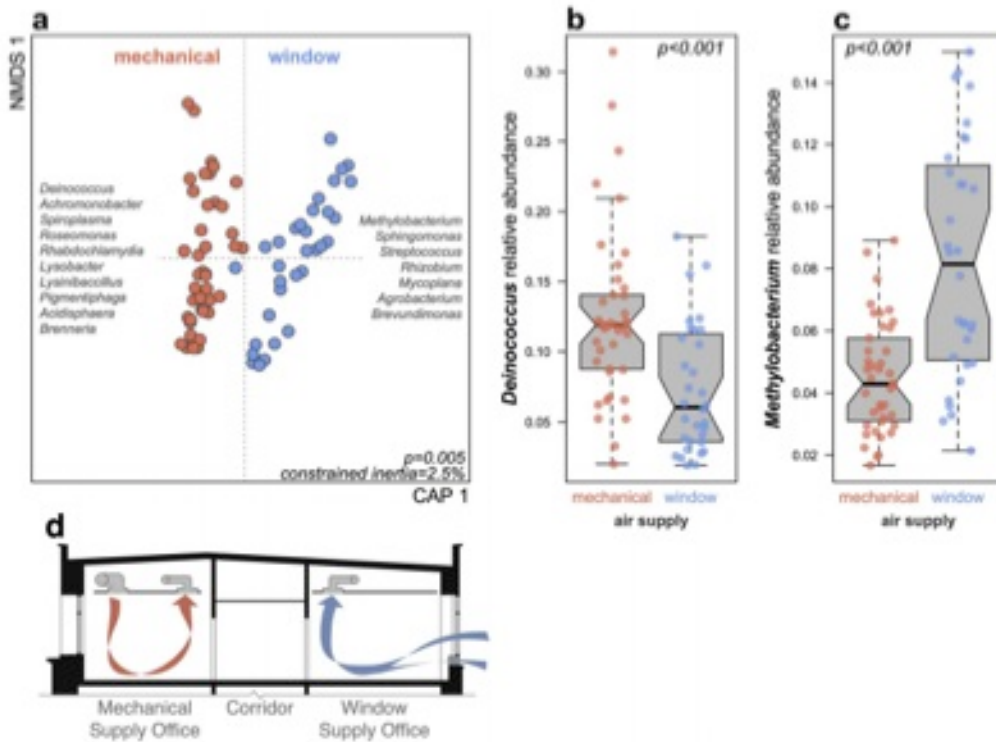 a
NMDS 1
mechanical
window
Deinococcus
Achromonobacter
Spiroplasma
Roseomonas
Rhabdochlamydia
Lysobacter
Lysinibaccillus
Pigmentiphaga
Acidisphaera
Brenneria
Methylobacterium
Sphingomonas
Streptococcus
Rhizobium
Mycoplana
Agrobacterium
Brevundimonas
p=0.005
constrained inertia=2.5%
CAP 1
b
p<0.001
Deinococcus relative abundance
0.30
0.25
0.20
0.15
0.10
0.05
mechanical window
air supply
c
p<0.001
Methylobacterium relative abundance
0.14
0.12
0.10
0.08
0.06
0.04
0.02
mechanical window
air supply
d
Mechanical
Supply Office
Corridor
Window
Supply Office